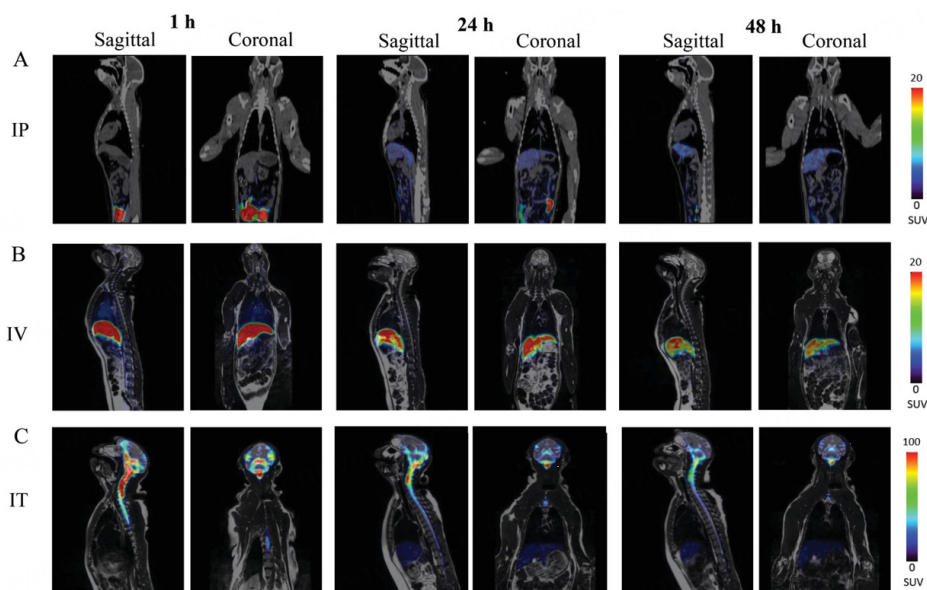 1 h 24 h 48 h
Sagittal Coronal Sagittal Coronal Sagittal Coronal
A
IP
20
0
SUV
B
IV
20
0
SUV
C
IT
100
0
SUV